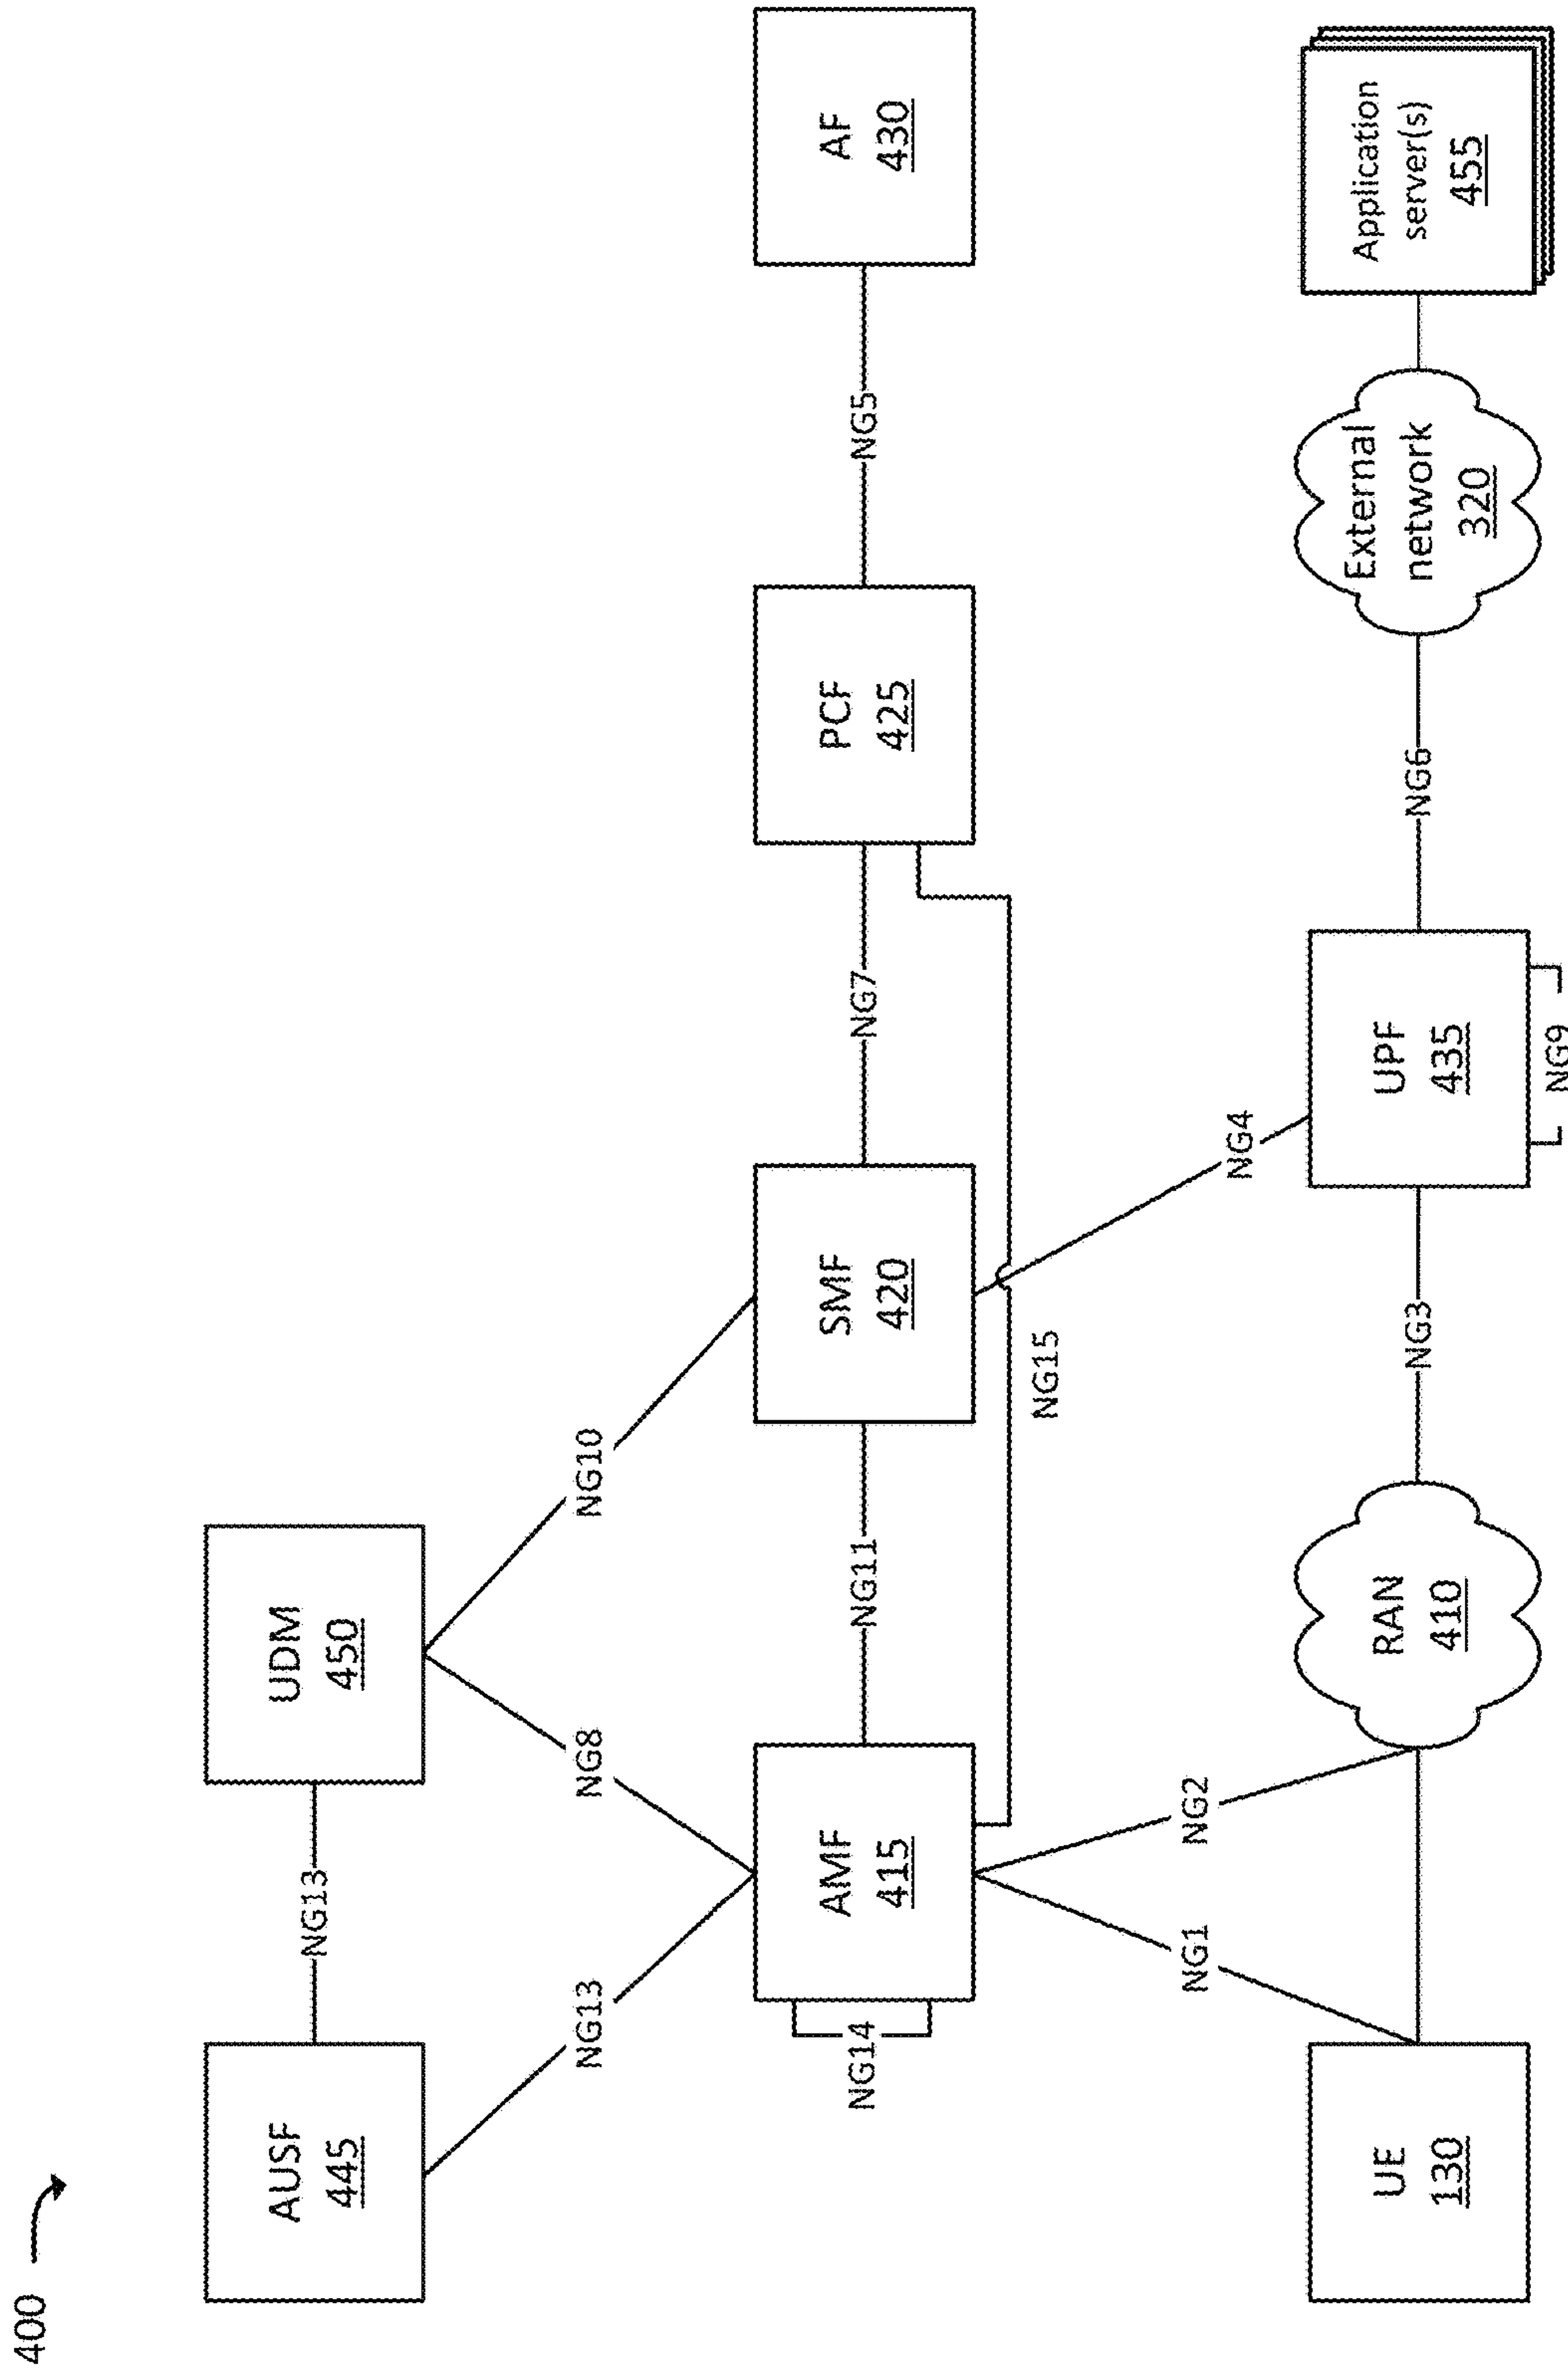 400
AUSF
445
NG13
UDM
450
NG13
NG8
NG10
NG14
AMF
415
NG11
SMF
420
NG7
PCF
425
NG5
AF
430
NG15
NG1
NG2
NG4
UE
130
RAN
410
NG3
UPF
435
NG9
NG6
External
network
320
Application
server(s)
455